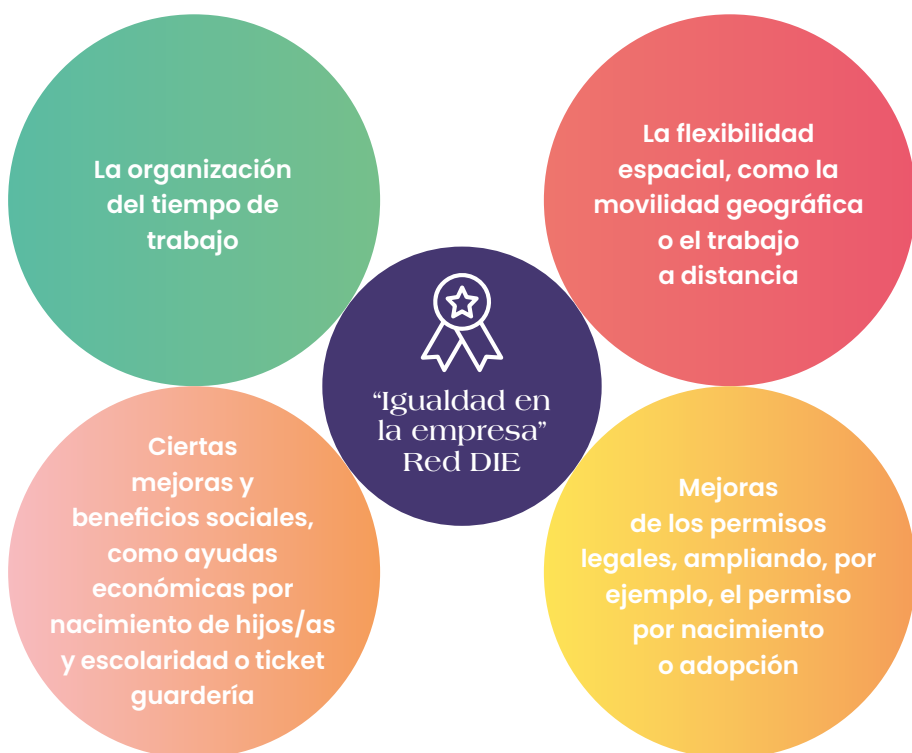 La organización
del tiempo de
trabajo
La flexibilidad
espacial, como la
movilidad geográfica
o el trabajo
a distancia
“Igualdad en
la empresa”
Red DIE
Ciertas
mejoras y
beneficios sociales,
como ayudas
económicas por
nacimiento de hijos/as
y escolaridad o ticket
guardería
Mejoras
de los permisos
legales, ampliando, por
ejemplo, el permiso
por nacimiento
o adopción